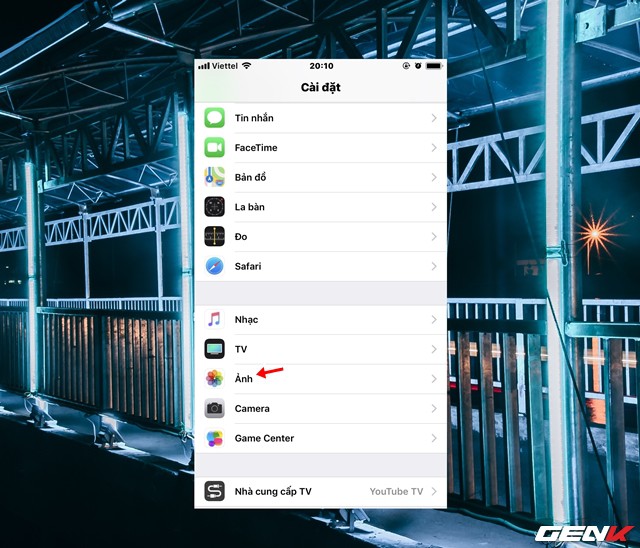 Viettel 20:10
Cài đặt
Tin nhắn
FaceTime
Bản đồ
La bàn
Đo
Safari
Nhạc
TV
Ảnh
Camera
Game Center
Nhà cung cấp TV YouTube TV
GENK